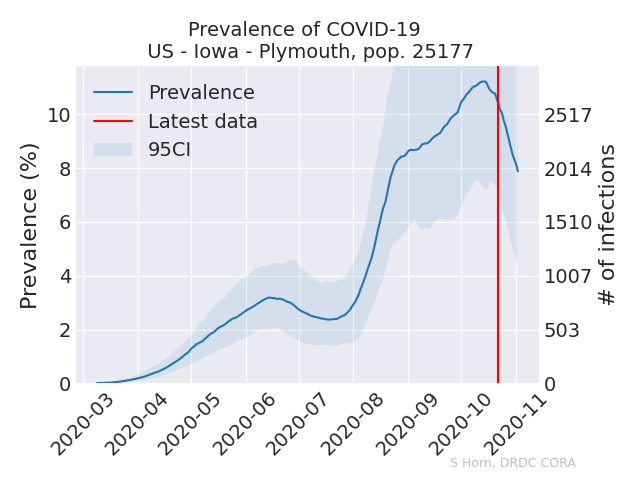 Prevalence of COVID-19
US - Iowa - Plymouth, pop. 25177
Prevalence
Latest data
95CI
Prevalence (%)
10
8
6
4
2
0
2517
2014
1510
1007
503
0
# of infections
2020-03
2020-04
2020-05
2020-06
2020-07
2020-08
2020-09
2020-10
2020-11
S Horn, DRDC CORA